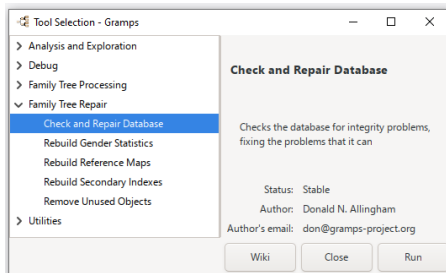 Tool Selection - Gramps
Analysis and Exploration
Debug
Family Tree Processing
Family Tree Repair
Check and Repair Database
Rebuild Gender Statistics
Rebuild Reference Maps
Rebuild Secondary Indexes
Remove Unused Objects
Utilities
Check and Repair Database
Checks the database for integrity problems,
fixing the problems that it can
Status: Stable
Author: Donald N. Allingham
Author's email: don@gramps-project.org
Wiki Close Run